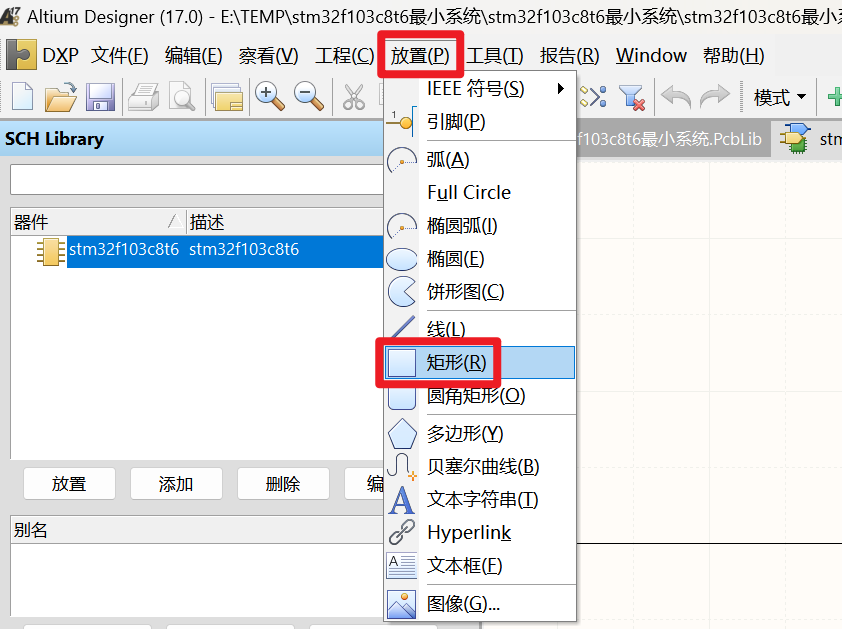 Altium Designer (17.0) - E:\TEMP\stm32f103c8t6最小系统\stm32f103c8t6最小系统\stm32f103c8t6最小
DXP 文件(F) 编辑(E) 察看(V) 工程(C) 放置(P) 工具(T) 报告(R) Window 帮助(H)
模式
SCH Library
f103c8t6最小系统.PcbLib stm
器件 描述
stm32f103c8t6 stm32f103c8t6
IEEE 符号(S)
引脚(P)
弧(A)
Full Circle
椭圆弧(I)
椭圆(E)
饼形图(C)
线(L)
矩形(R)
圆角矩形(O)
多边形(Y)
贝塞尔曲线(B)
文本字符串(T)
Hyperlink
文本框(F)
图像(G)...
放置 添加 删除 编
别名